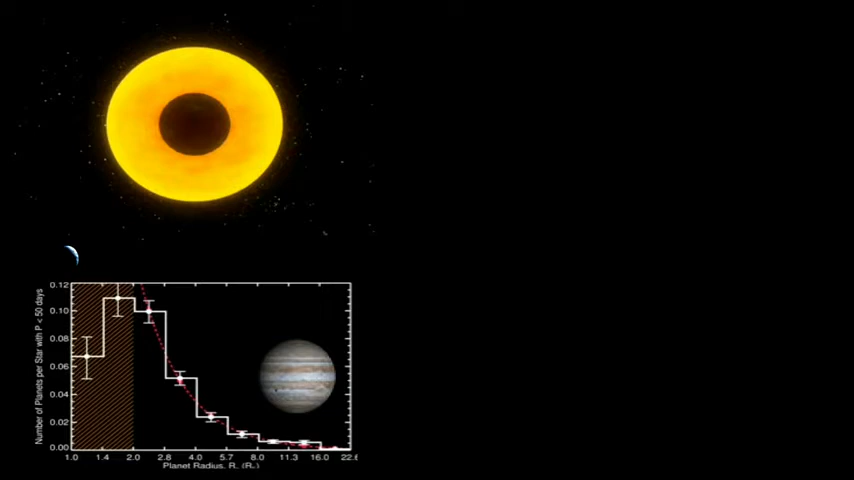 Number of Planets per Star with P < 50 days
0.12
0.10
0.08
0.06
0.04
0.02
0.00
1.0 1.4 2.0 2.8 4.0 5.7 8.0 11.3 16.0 22.6
Planet Radius, R